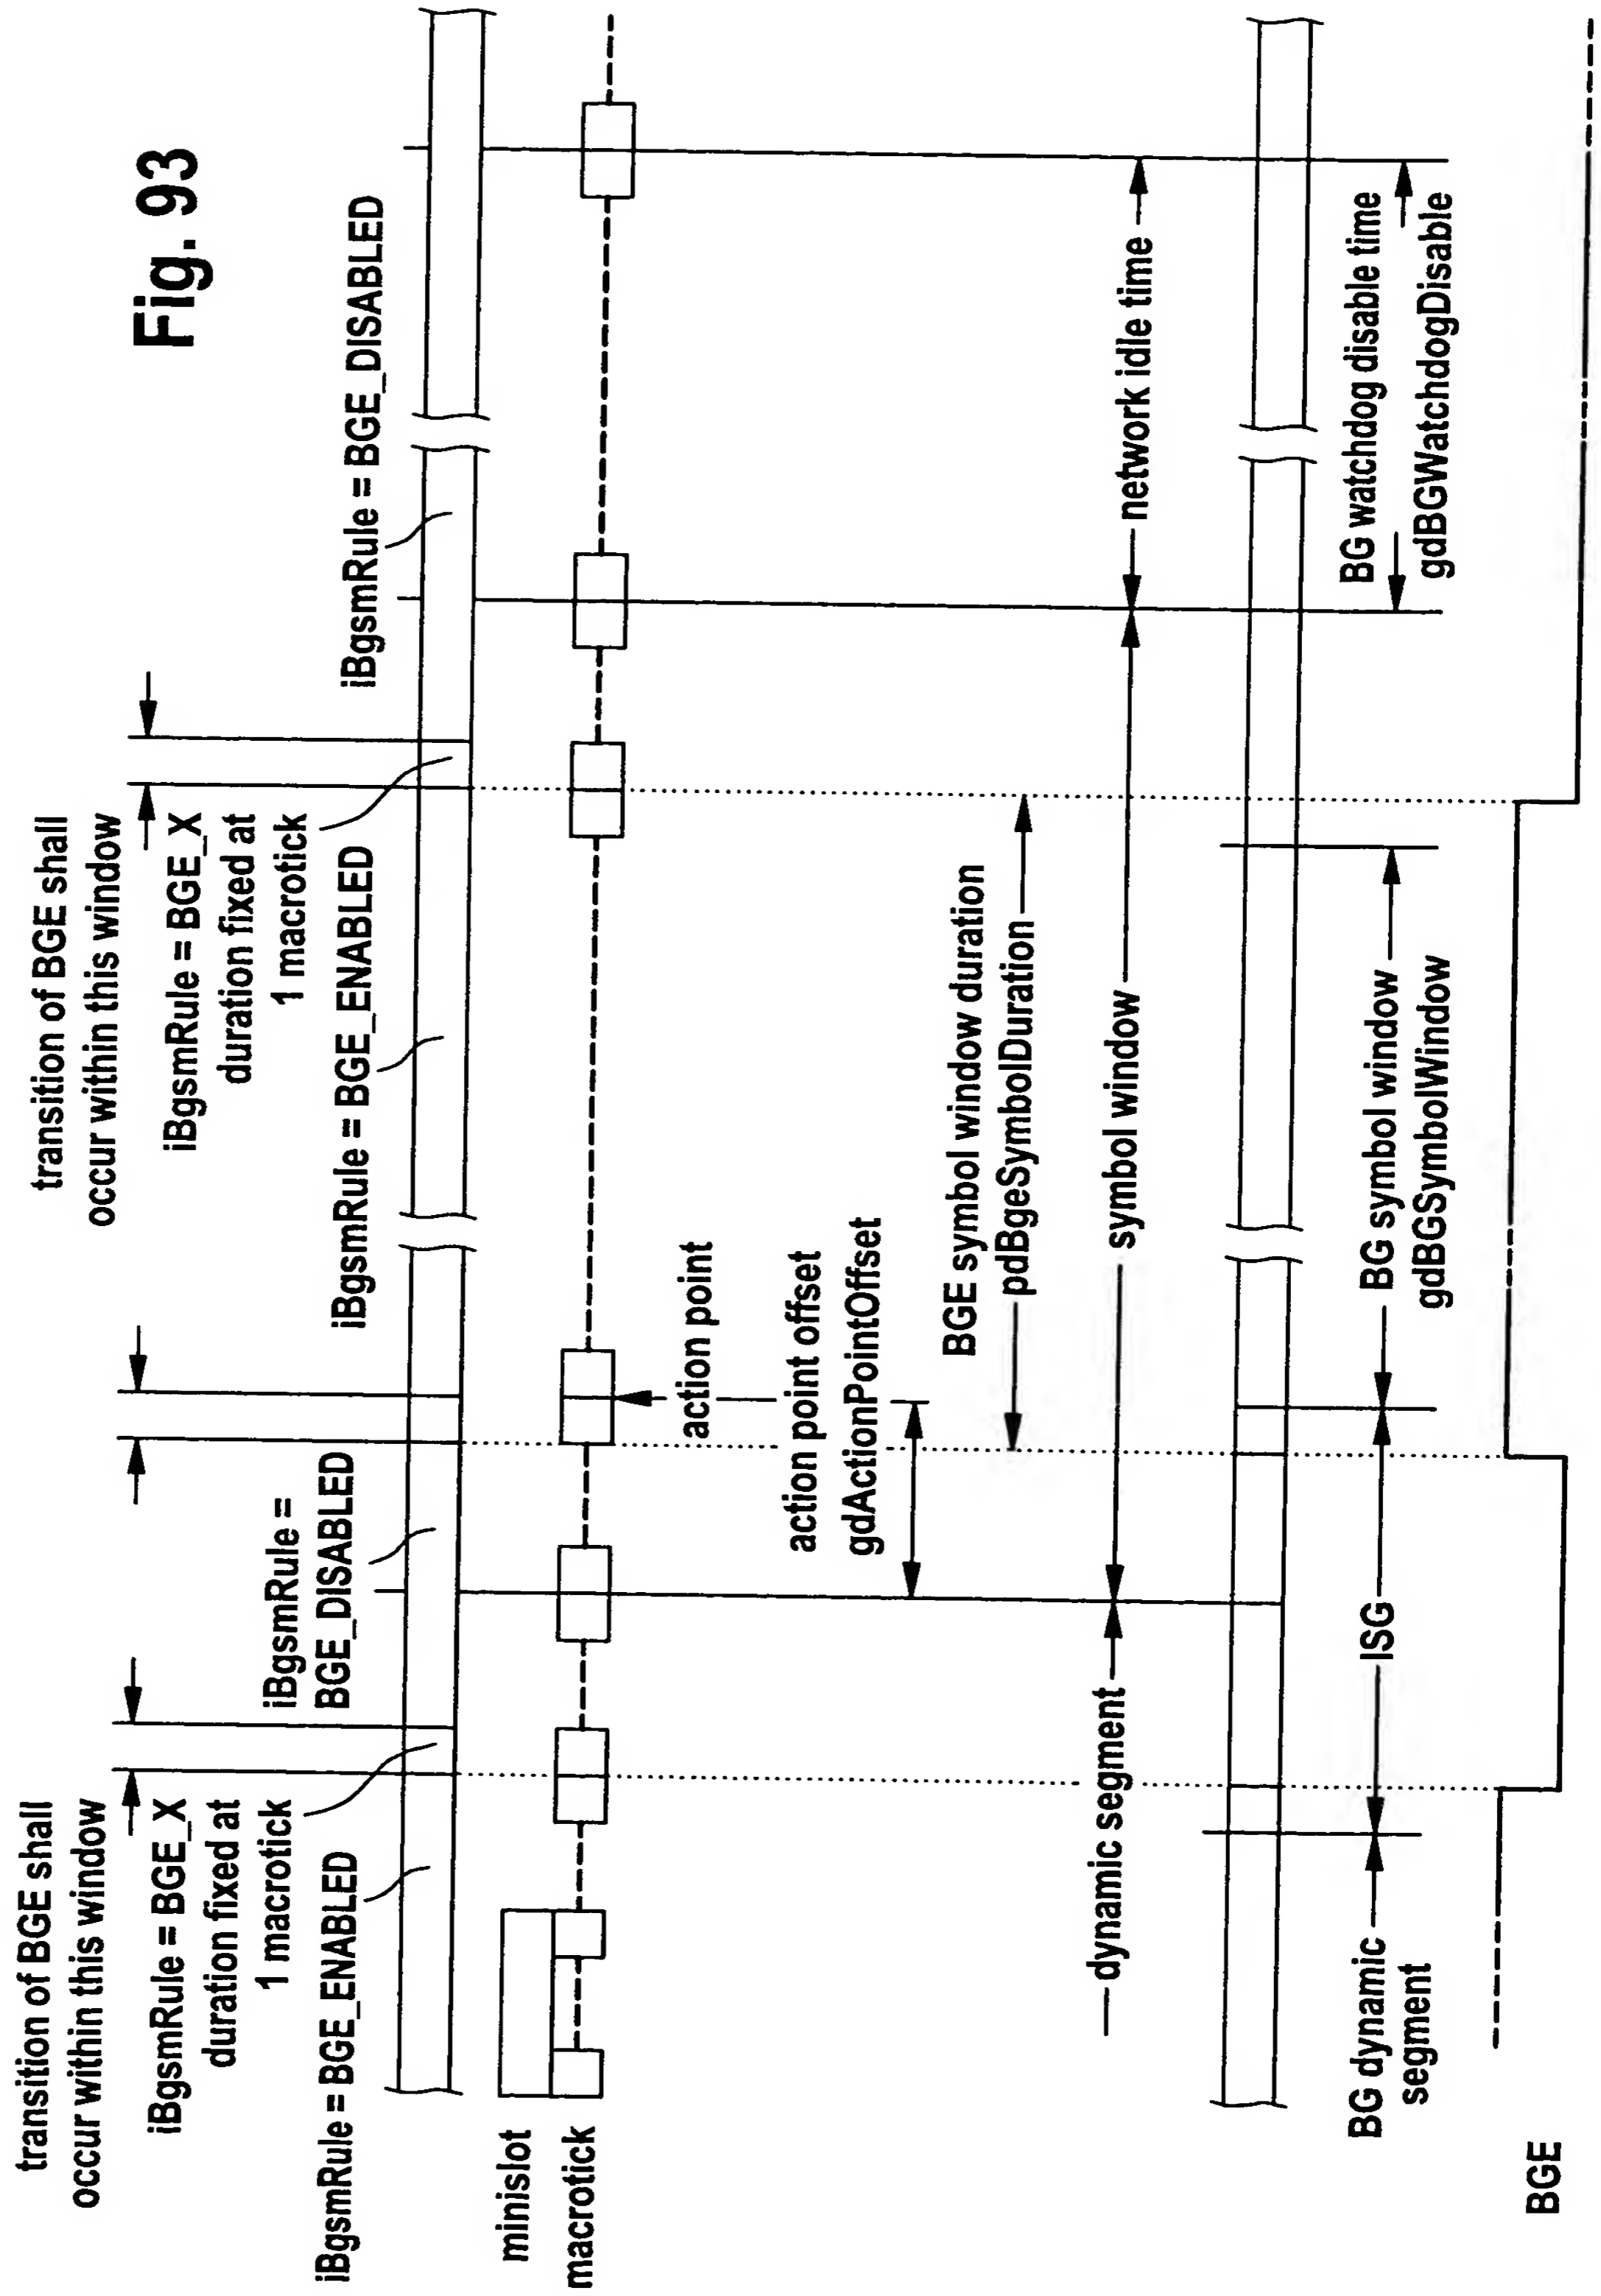 Fig. 93
transition of BGE shall
occur within this window
iBgsmRule = BGE_X
duration fixed at
1 macrotick
iBgsmRule = BGE_ENABLED
iBgsmRule =
BGE_DISABLED
transition of BGE shall
occur within this window
iBgsmRule = BGE_X
duration fixed at
1 macrotick
iBgsmRule = BGE_ENABLED
iBgsmRule = BGE_DISABLED
minislot
macrotick
action point
action point offset
gdActionPointOffset
BGE symbol window duration
pdBgeSymbolDuration
dynamic segment
symbol window
network idle time
BG dynamic
segment
ISG
BG symbol window
gdBGSymbolWindow
BG watchdog disable time
gdBGWatchdogDisable
BGE